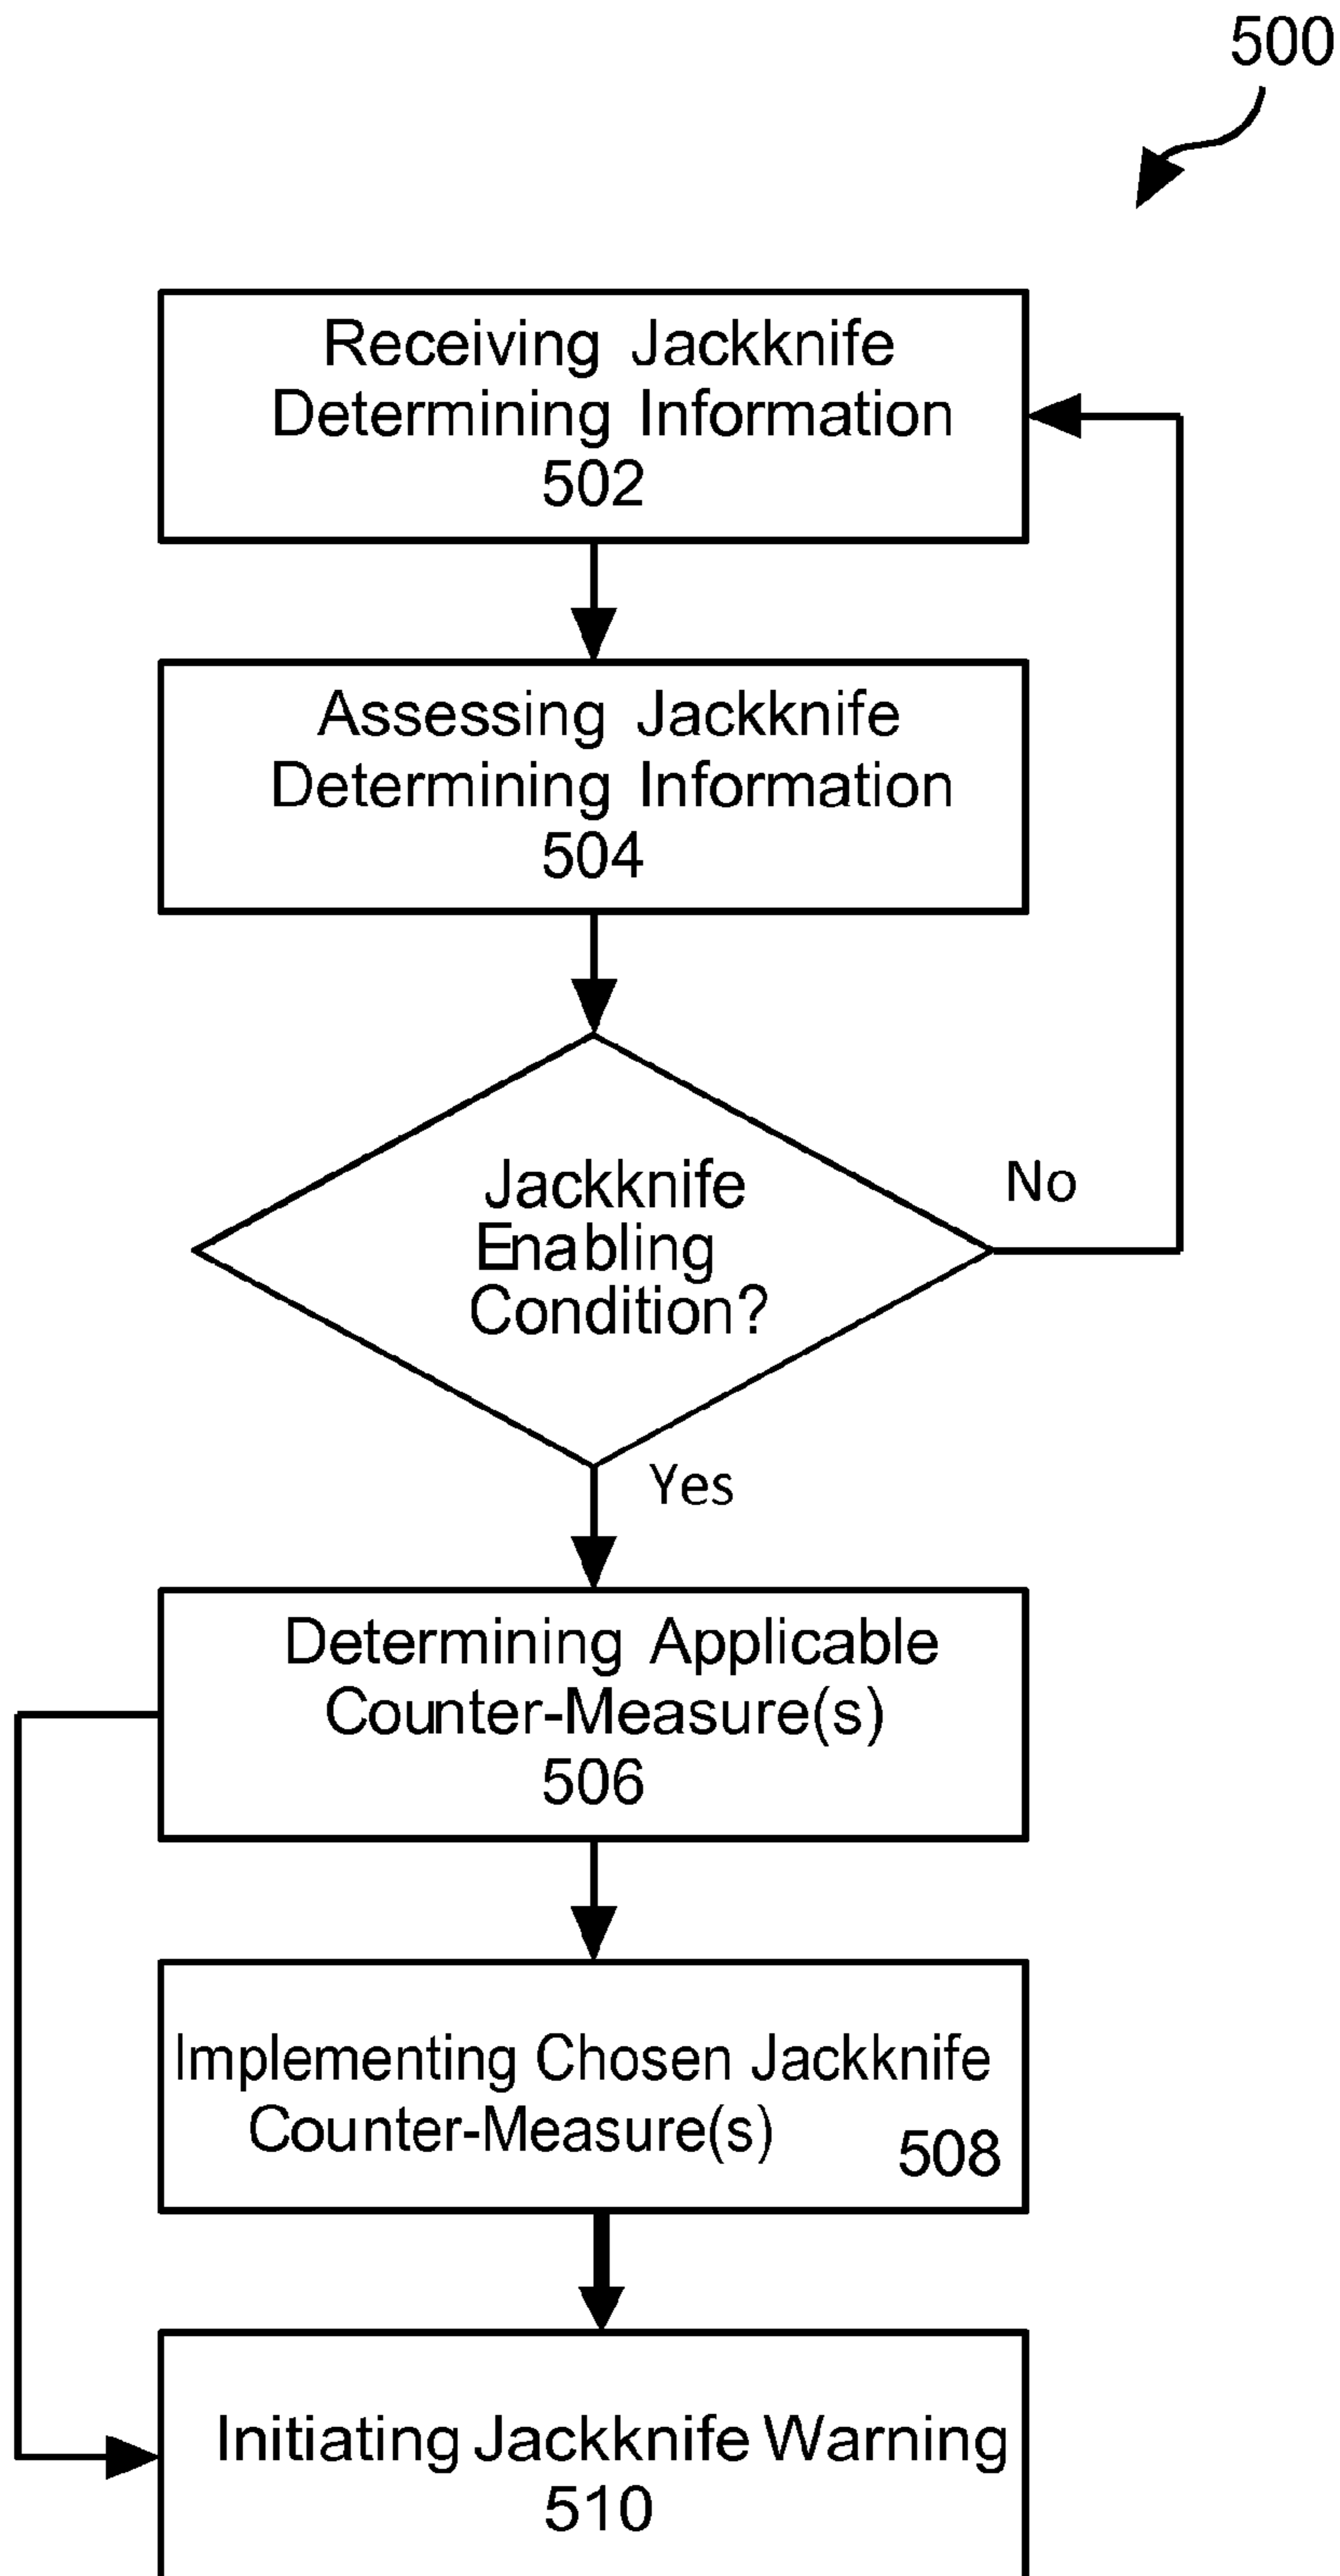 500
Receiving Jackknife
Determining Information
502
Assessing Jackknife
Determining Information
504
Jackknife
Enabling
Condition?
No
Yes
Determining Applicable
Counter-Measure(s)
506
Implementing Chosen Jackknife
Counter-Measure(s)
508
Initiating Jackknife Warning
510